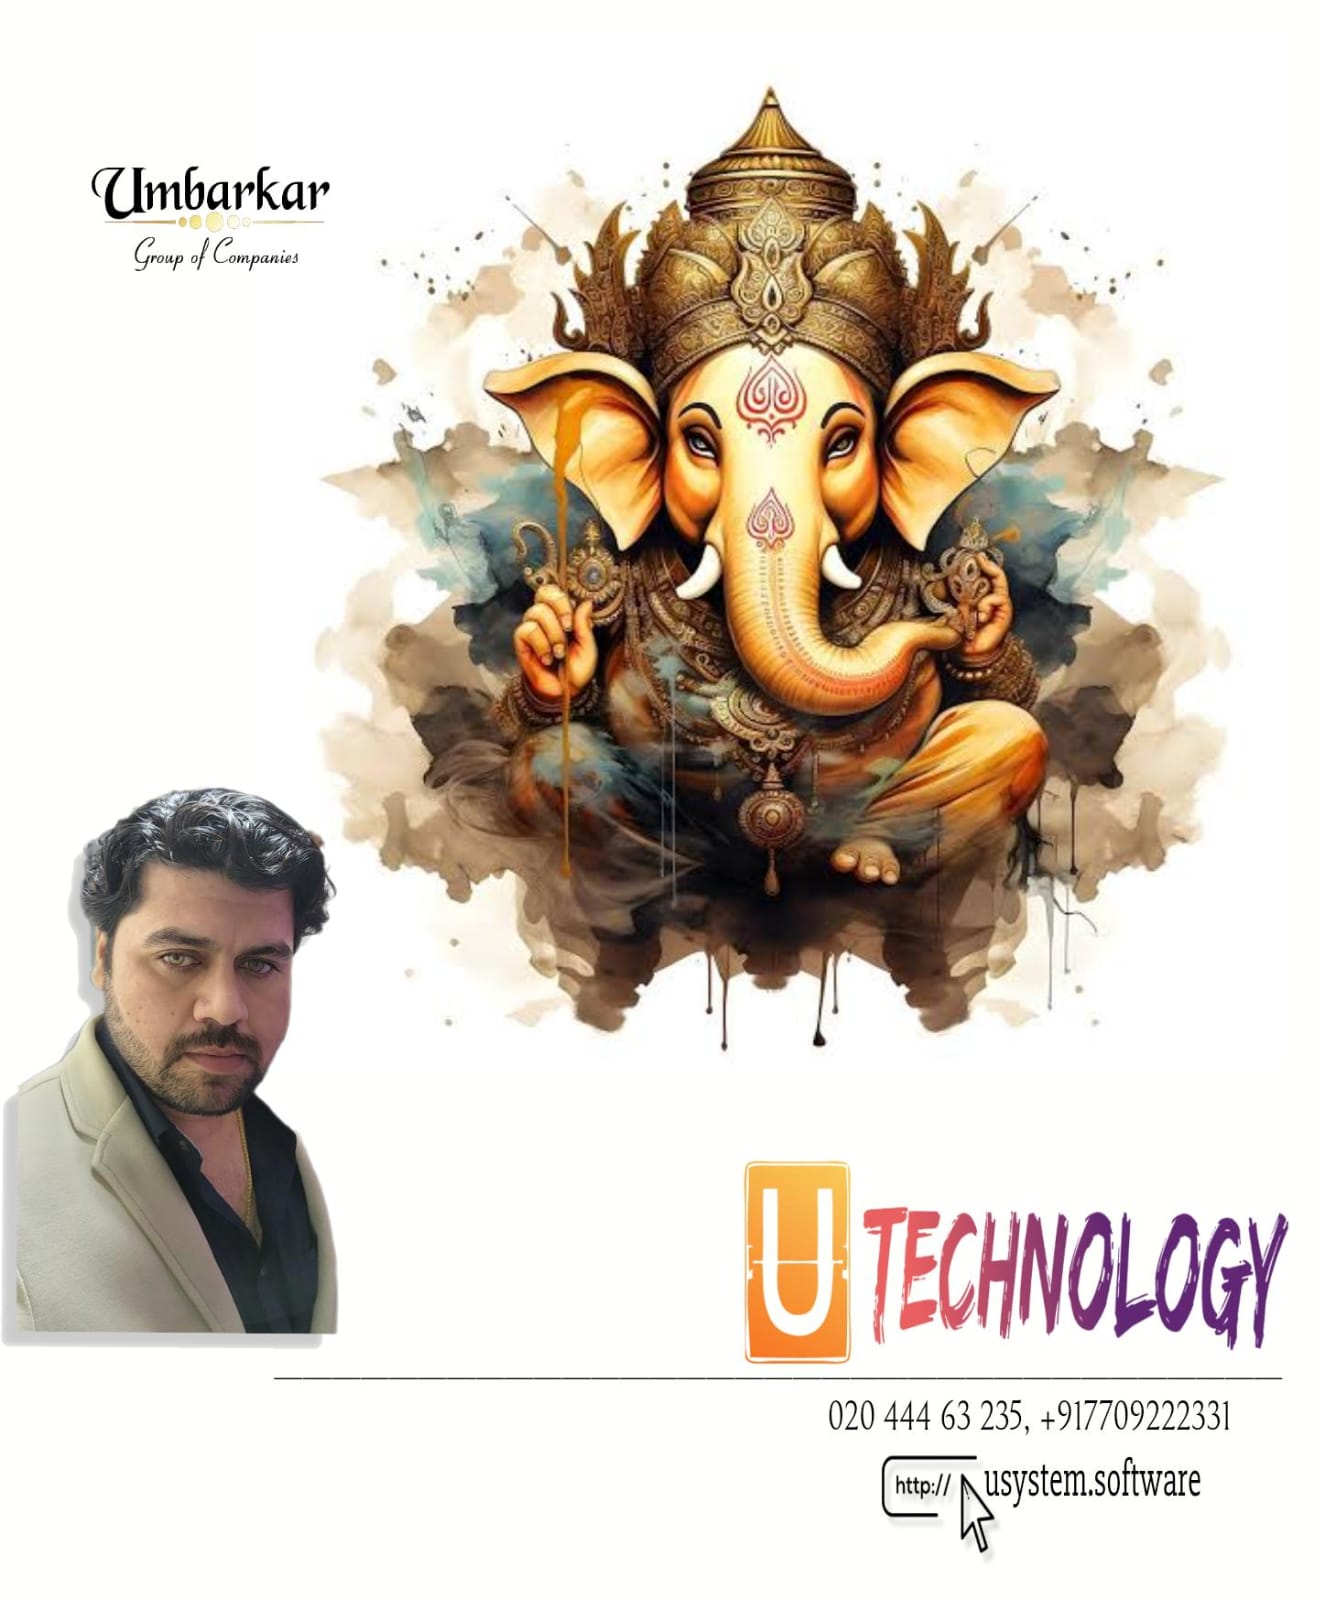 Umbarkar
Group of Companies
U TECHNOLOGY
020 444 63 235, +917709222331
http:// usystem.software